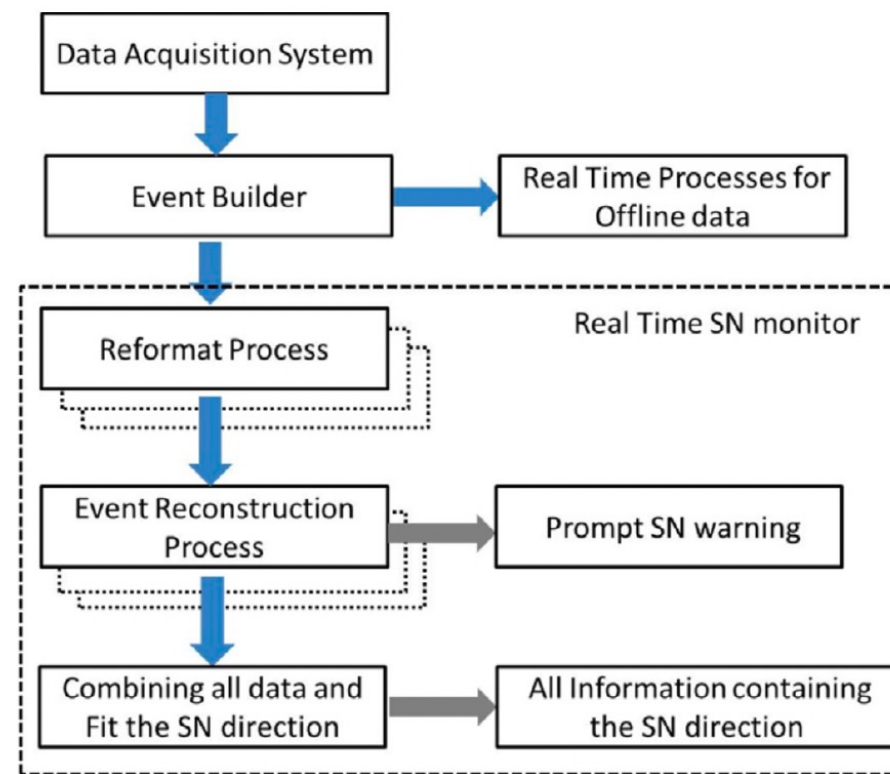 Data Acquisition System
Event Builder
Real Time Processes for
Offline data
Real Time SN monitor
Reformat Process
Event Reconstruction
Process
Prompt SN warning
Combining all data and
Fit the SN direction
All Information containing
the SN direction